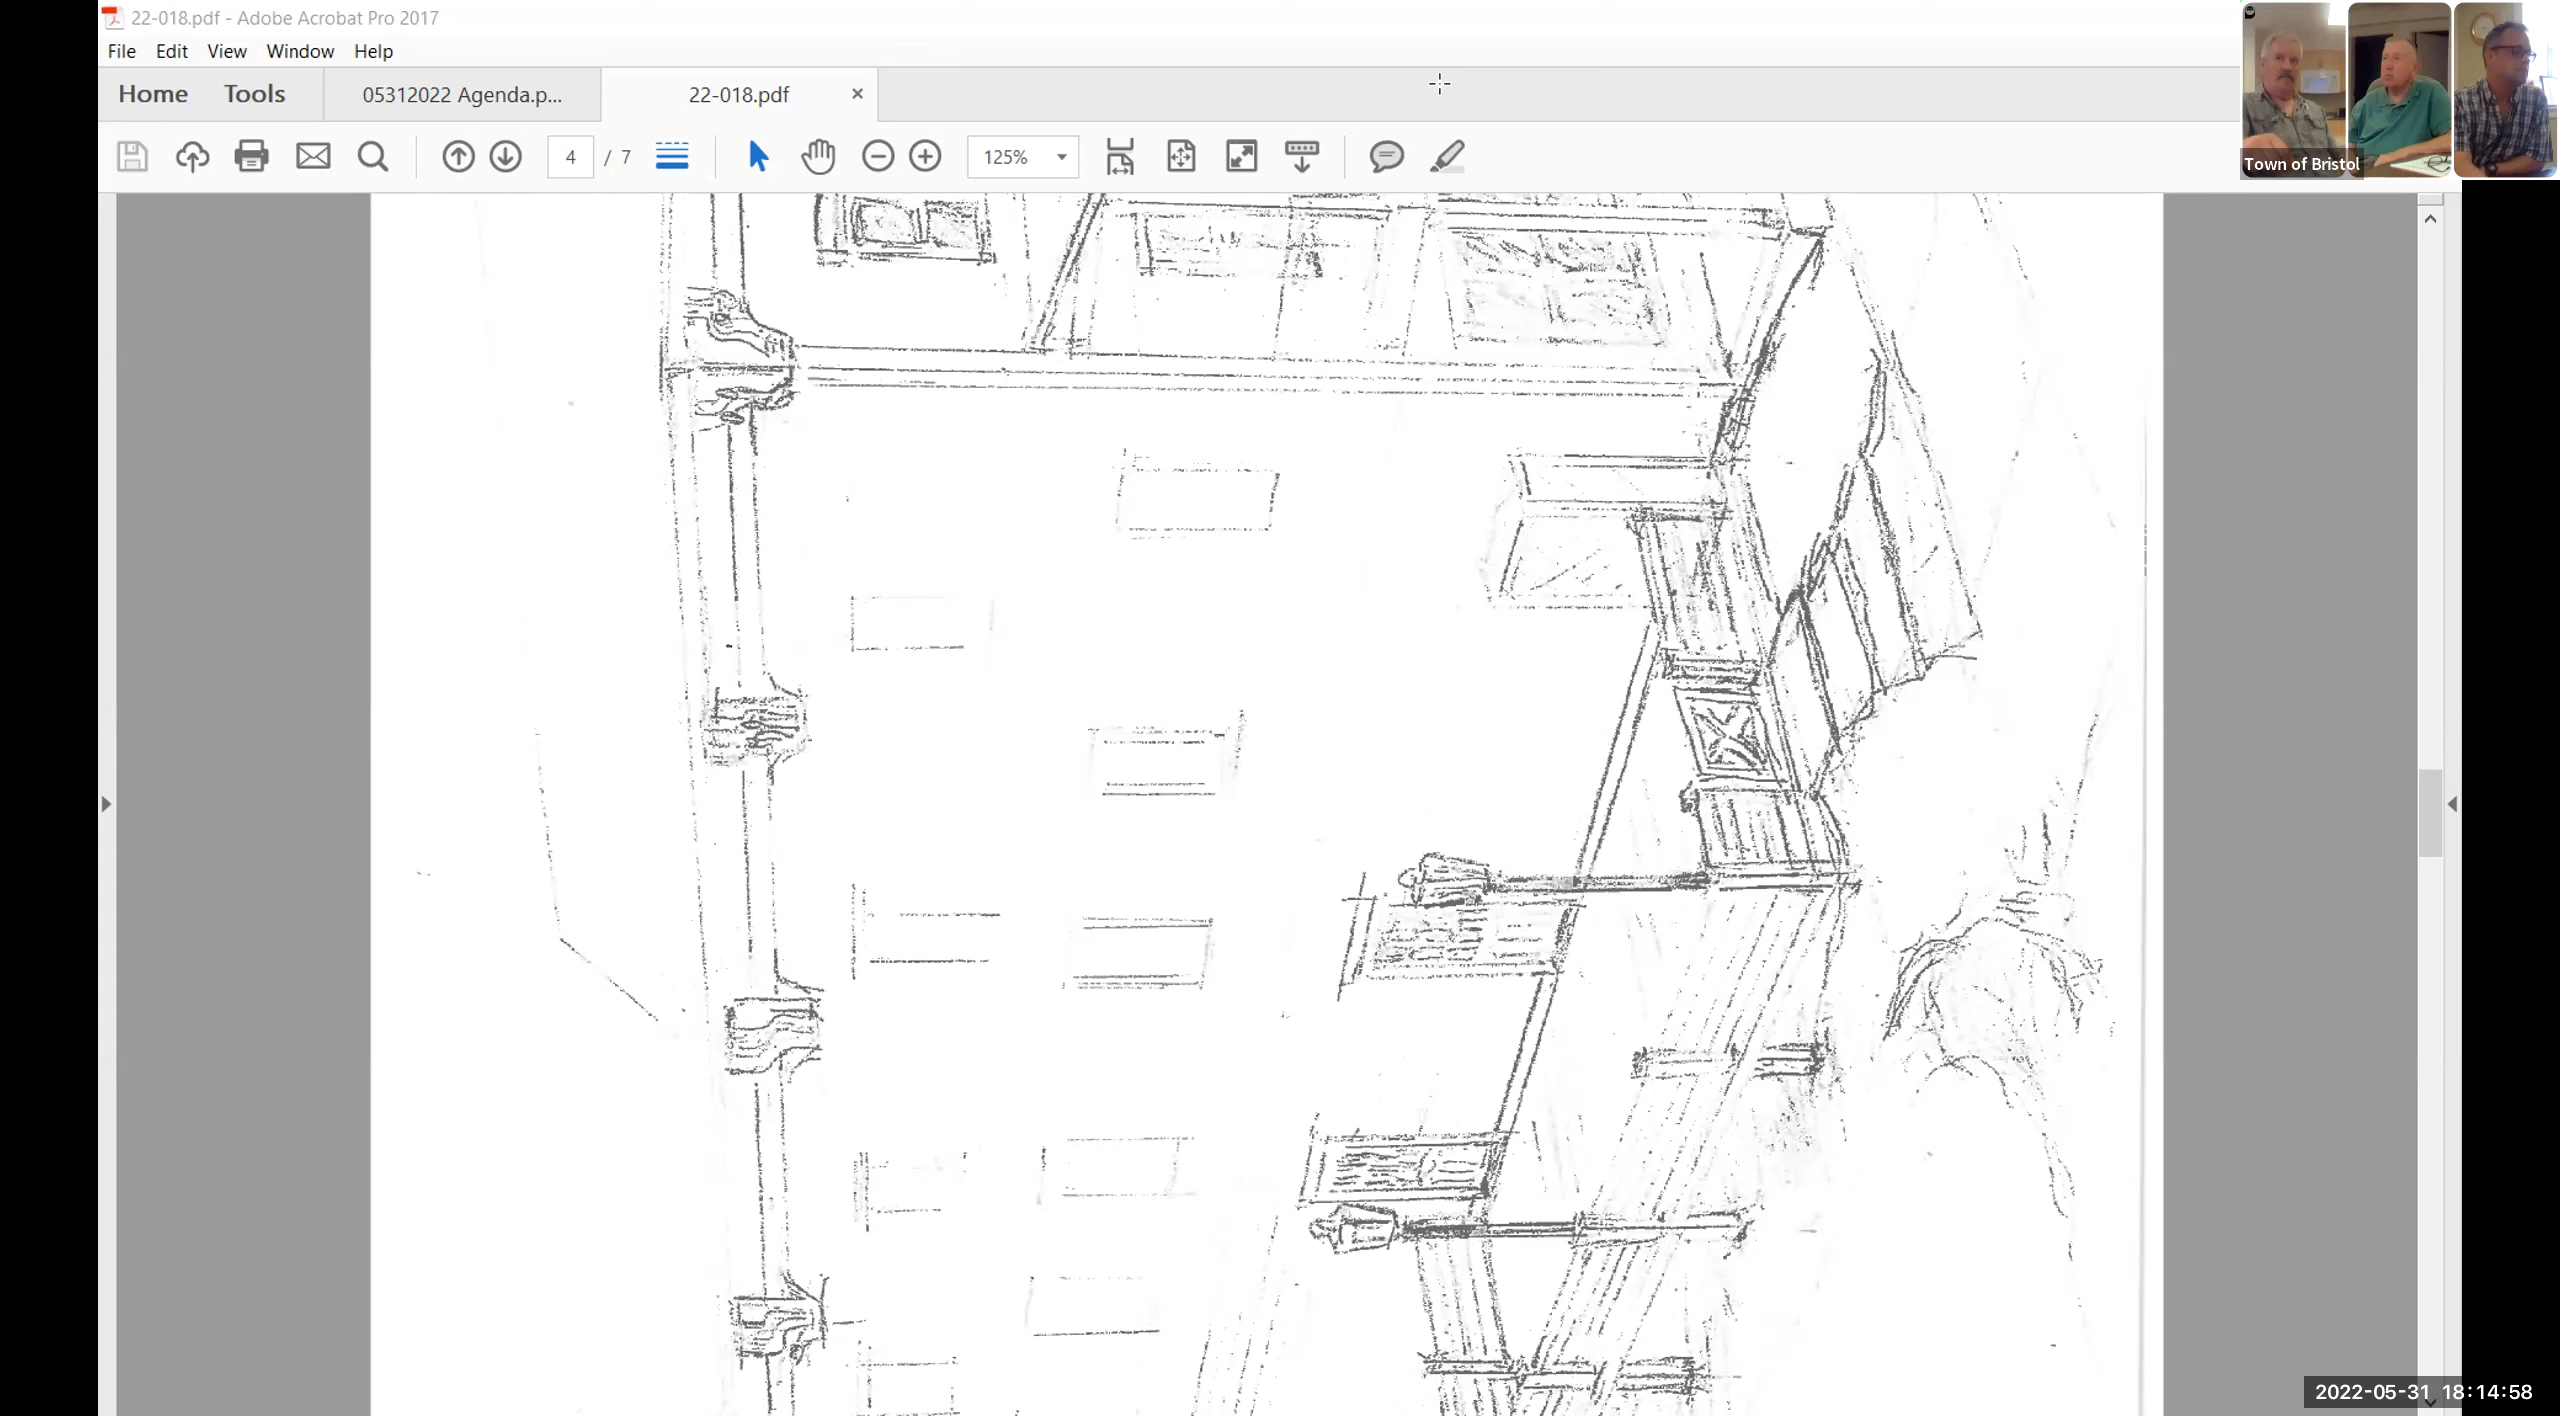 22-018.pdf - Adobe Acrobat Pro 2017
File Edit View Window Help
Home Tools 05312022 Agenda.p... 22-018.pdf ×
4 / 7 125%
Town of Bristol
2022-05-31 18:14:58